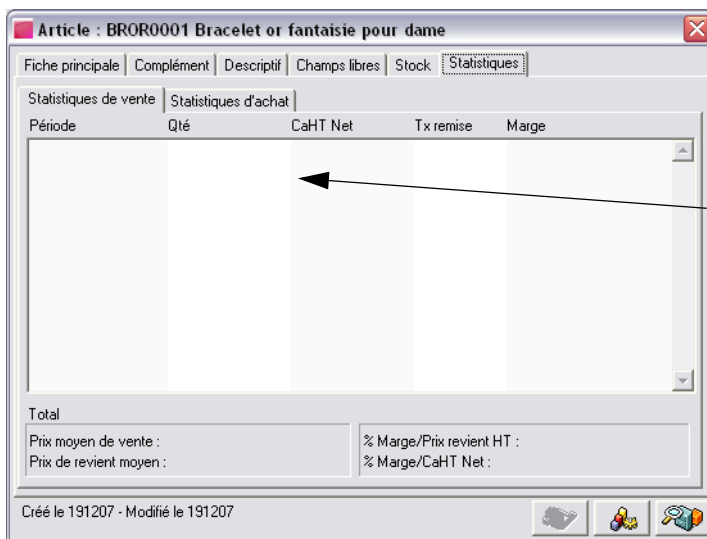 Article : BROR0001 Bracelet or fantaisie pour dame
Fiche principale Complément Descriptif Champs libres Stock Statistiques
Statistiques de vente Statistiques d'achat
Période Qté CaHT Net Tx remise Marge
Total
Prix moyen de vente : % Marge/Prix revient HT :
Prix de revient moyen : % Marge/CaHT Net :
Créé le 191207 - Modifié le 191207